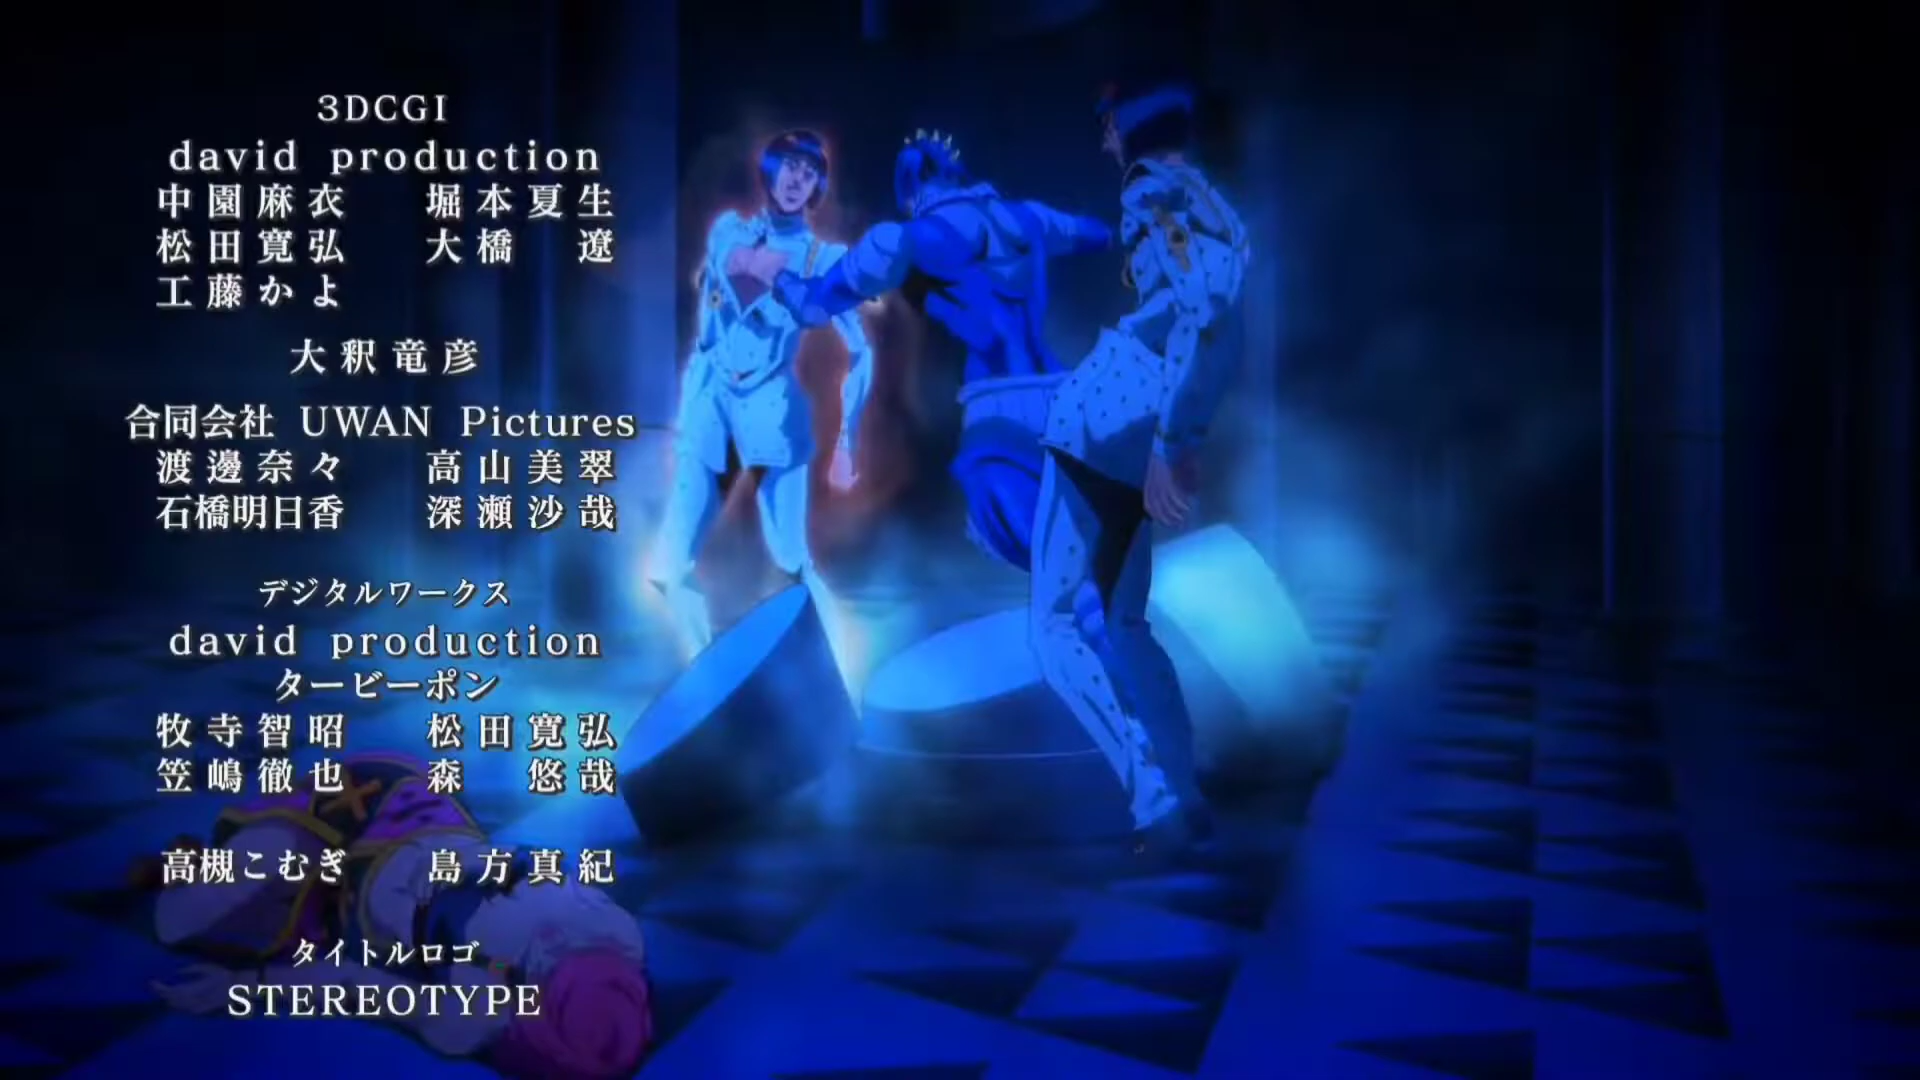 3DCGI
david production
中園麻衣 堀本夏生
松田寛弘 大橋 遼
工藤かよ
大釈竜彦
合同会社 UWAN Pictures
渡邊奈々 高山美翠
石橋明日香 深瀬沙哉
デジタルワークス
david production
タービーポン
牧寺智昭 松田寛弘
笠嶋徹也 森 悠哉
高槻こむぎ 島方真紀
タイトルロゴ
STEREOTYPE